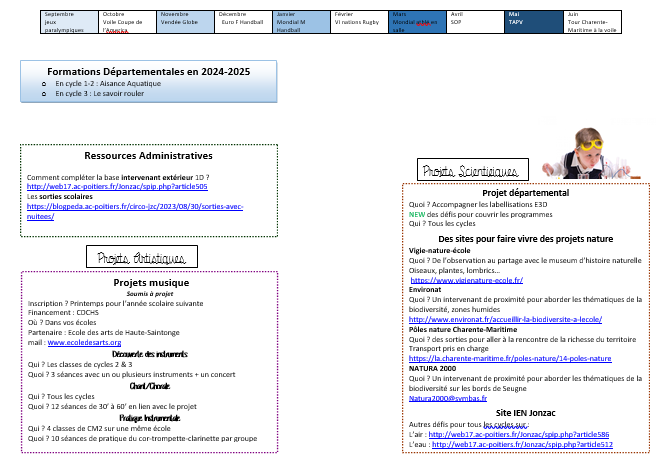 Septembre
Jeux
paralympiques
Octobre
Voile Coupe de
l'America
Novembre
Vendée Globe
Décembre
Euro F Handball
Janvier
Mondial M
Handball
Février
VI nations Rugby
Mars
Mondial athlé en
salle
Avril
SOP
Mai
TAPV
Juin
Tour Charente-
Maritime à la voile
Formations Départementales en 2024-2025
En cycle 1-2 : Aisance Aquatique
En cycle 3 : Le savoir rouler
Ressources Administratives
Comment compléter la base intervenant extérieur 1D ?
http://web17.ac-poitiers.fr/Jonzac/spip.php?article505
Les sorties scolaires
https://blogpeda.ac-poitiers.fr/circo-jzc/2023/08/30/sorties-avec-
nuitees/
Projets Artistiques
Projets musique
Soumis à projet
Inscription ? Printemps pour l'année scolaire suivante
Financement : CDCHS
Où ? Dans vos écoles
Partenaire : Ecole des arts de Haute-Saintonge
mail : www.ecoledesarts.org
Découverte des instruments
Qui ? Les classes de cycles 2 & 3
Quoi ? 3 séances avec un ou plusieurs instruments + un concert
Chant/Chorale
Qui ? Tous les cycles
Quoi ? 12 séances de 30' à 60' en lien avec le projet
Pratique Instrumentale
Qui ? 4 classes de CM2 sur une même école
Quoi ? 10 séances de pratique du cor-trompette-clarinette par groupe
Projets Scientifiques
Projet départemental
Quoi ? Accompagner les labellisations E3D
NEW des défis pour couvrir les programmes
Qui ? Tous les cycles
Des sites pour faire vivre des projets nature
Vigie-nature-école
Quoi ? De l'observation au partage avec le museum d'histoire naturelle
Oiseaux, plantes, lombrics…
https://www.vigienature-ecole.fr/
Environat
Quoi ? Un intervenant de proximité pour aborder les thématiques de la
biodiversité, zones humides
http://www.environat.fr/accueillir-la-biodiversite-a-lecole/
Pôles nature Charente-Maritime
Quoi ? des sorties pour aller à la rencontre de la richesse du territoire
Transport pris en charge
https://la.charente-maritime.fr/poles-nature/14-poles-nature
NATURA 2000
Quoi ? Un intervenant de proximité pour aborder les thématiques de la
biodiversité sur les bords de Seugne
Natura2000@symbas.fr
Site IEN Jonzac
Autres défis pour tous les cycles sur :
L'air : http://web17.ac-poitiers.fr/Jonzac/spip.php?article586
L'eau : http://web17.ac-poitiers.fr/Jonzac/spip.php?article512